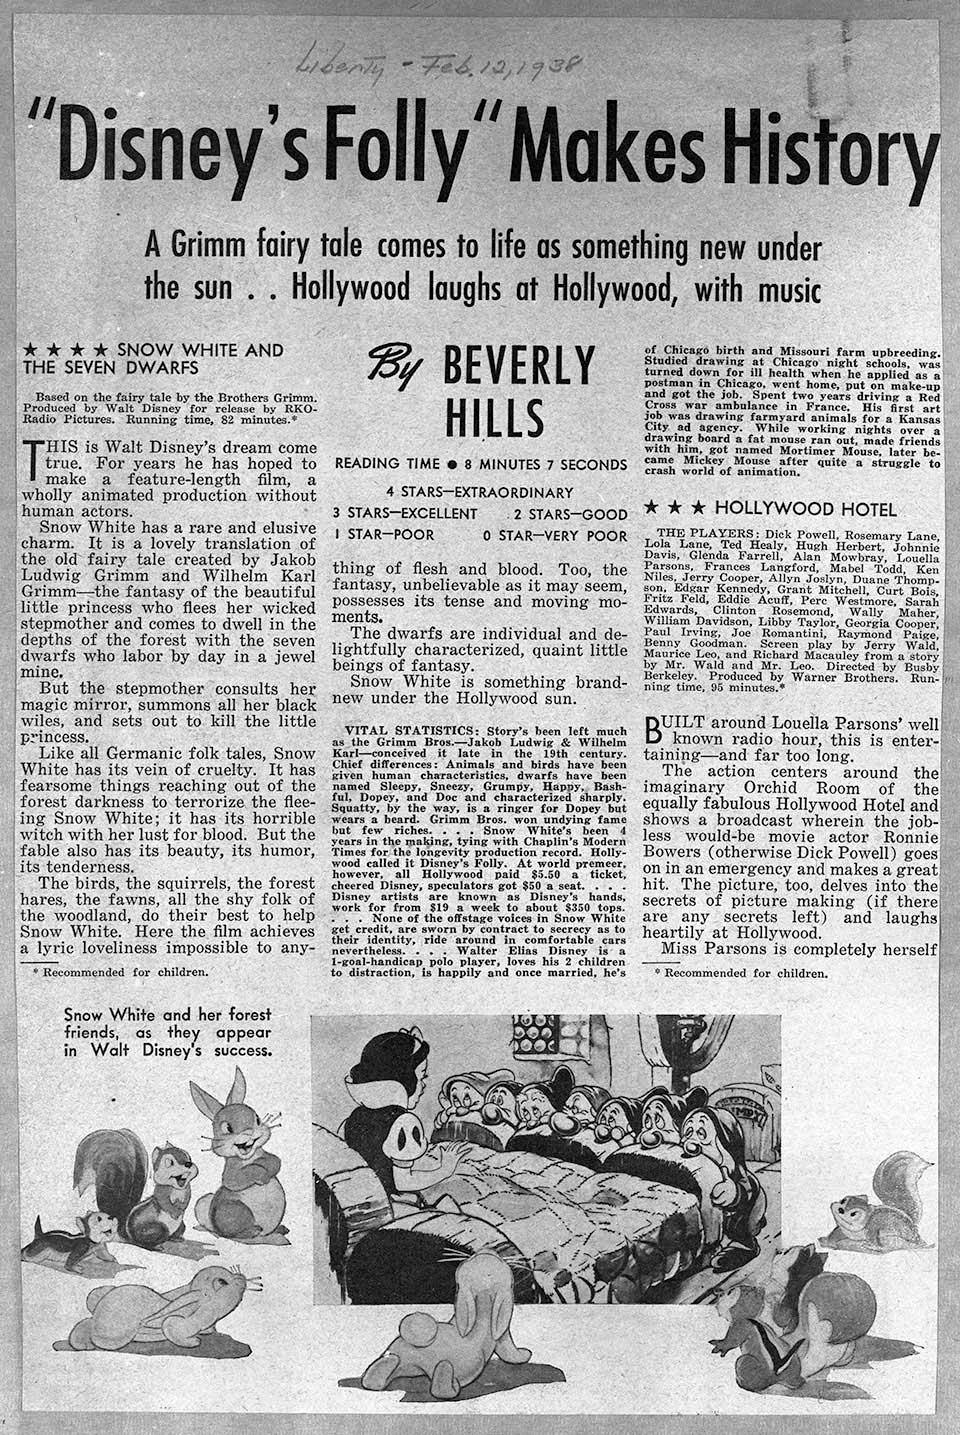 Liberty - Feb. 12, 1938
"Disney's Folly" Makes History
A Grimm fairy tale comes to life as something new under
the sun . . Hollywood laughs at Hollywood, with music
★ ★ ★ ★ SNOW WHITE AND
THE SEVEN DWARFS
Based on the fairy tale by the Brothers Grimm.
Produced by Walt Disney for release by RKO-
Radio Pictures. Running time, 82 minutes.*
THIS is Walt Disney's dream come
true. For years he has hoped to
make a feature-length film, a
wholly animated production without
human actors.
Snow White has a rare and elusive
charm. It is a lovely translation of
the old fairy tale created by Jakob
Ludwig Grimm and Wilhelm Karl
Grimm—the fantasy of the beautiful
little princess who flees her wicked
stepmother and comes to dwell in the
depths of the forest with the seven
dwarfs who labor by day in a jewel
mine.
But the stepmother consults her
magic mirror, summons all her black
wiles, and sets out to kill the little
princess.
Like all Germanic folk tales, Snow
White has its vein of cruelty. It has
fearsome things reaching out of the
forest darkness to terrorize the flee-
ing Snow White; it has its horrible
witch with her lust for blood. But the
fable also has its beauty, its humor,
its tenderness.
The birds, the squirrels, the forest
hares, the fawns, all the shy folk of
the woodland, do their best to help
Snow White. Here the film achieves
a lyric loveliness impossible to any-
* Recommended for children.
By BEVERLY
HILLS
READING TIME ● 8 MINUTES 7 SECONDS
4 STARS—EXTRAORDINARY
3 STARS—EXCELLENT 2 STARS—GOOD
1 STAR—POOR 0 STAR—VERY POOR
thing of flesh and blood. Too, the
fantasy, unbelievable as it may seem,
possesses its tense and moving mo-
ments.
The dwarfs are individual and de-
lightfully characterized, quaint little
beings of fantasy.
Snow White is something brand-
new under the Hollywood sun.
VITAL STATISTICS: Story's been left much
as the Grimm Bros.—Jakob Ludwig & Wilhelm
Karl—conceived it late in the 19th century.
Chief differences: Animals and birds have been
given human characteristics, dwarfs have been
named Sleepy, Sneezy, Grumpy, Happy, Bash-
ful, Dopey, and Doc and characterized sharply.
Squatty, by the way, is a ringer for Dopey but
wears a beard. Grimm Bros. won undying fame
but few riches. . . . Snow White's been 4
years in the making, tying with Chaplin's Modern
Times for the longevity production record. Holly-
wood called it Disney's Folly. At world premeer,
however, all Hollywood paid $5.50 a ticket,
cheered Disney, speculators got $50 a seat. . . .
Disney artists are known as Disney's hands,
work for from $19 a week to about $350 tops.
. . . None of the offstage voices in Snow White
get credit, are sworn by contract to secrecy as to
their identity, ride around in comfortable cars
nevertheless. . . . Walter Elias Disney is a
1-goal-handicap polo player, loves his 2 children
to distraction, is happily and once married, he's
of Chicago birth and Missouri farm upbreeding.
Studied drawing at Chicago night schools, was
turned down for ill health when he applied as a
postman in Chicago, went home, put on make-up
and got the job. Spent two years driving a Red
Cross war ambulance in France. His first art
job was drawing farmyard animals for a Kansas
City ad agency. While working nights over a
drawing board a fat mouse ran out, made friends
with him, got named Mortimer Mouse, later be-
came Mickey Mouse after quite a struggle to
crash world of animation.
★ ★ ★ HOLLYWOOD HOTEL
THE PLAYERS: Dick Powell, Rosemary Lane,
Lola Lane, Ted Healy, Hugh Herbert, Johnnie
Davis, Glenda Farrell, Alan Mowbray, Louella
Parsons, Frances Langford, Mabel Todd, Ken
Niles, Jerry Cooper, Allyn Joslyn, Duane Thomp-
son, Edgar Kennedy, Grant Mitchell, Curt Bois,
Fritz Feld, Eddie Acuff, Perc Westmore, Sarah
Edwards, Clinton Rosemond, Wally Maher,
William Davidson, Libby Taylor, Georgia Cooper,
Paul Irving, Joe Romantini, Raymond Paige,
Benny Goodman. Screen play by Jerry Wald,
Maurice Leo, and Richard Macauley from a story
by Mr. Wald and Mr. Leo. Directed by Busby
Berkeley. Produced by Warner Brothers. Run-
ning time, 95 minutes.*
BUILT around Louella Parsons' well
known radio hour, this is enter-
taining—and far too long.
The action centers around the
imaginary Orchid Room of the
equally fabulous Hollywood Hotel and
shows a broadcast wherein the job-
less would-be movie actor Ronnie
Bowers (otherwise Dick Powell) goes
on in an emergency and makes a great
hit. The picture, too, delves into the
secrets of picture making (if there
are any secrets left) and laughs
heartily at Hollywood.
Miss Parsons is completely herself
* Recommended for children.
Snow White and her forest
friends, as they appear
in Walt Disney's success.